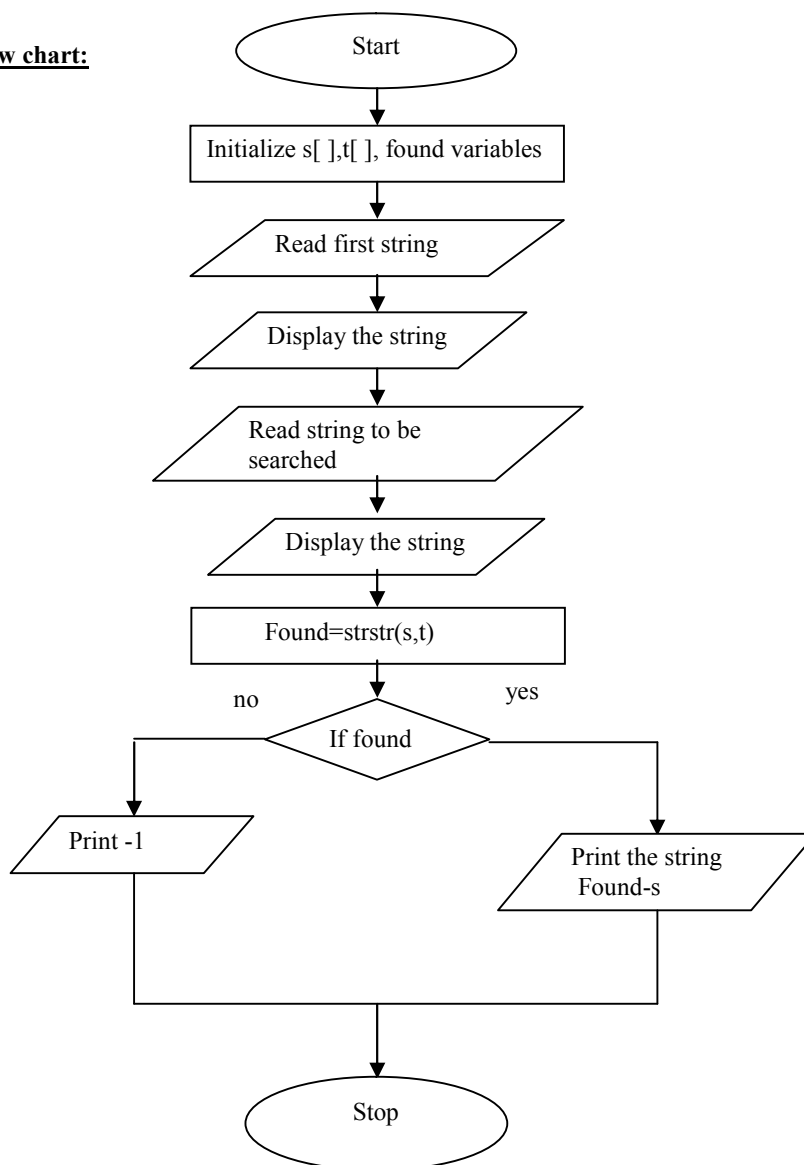 w chart:
Start
Initialize s[ ],t[ ], found variables
Read first string
Display the string
Read string to be
searched
Display the string
Found=strstr(s,t)
no
yes
If found
Print -1
Print the string
Found-s
Stop